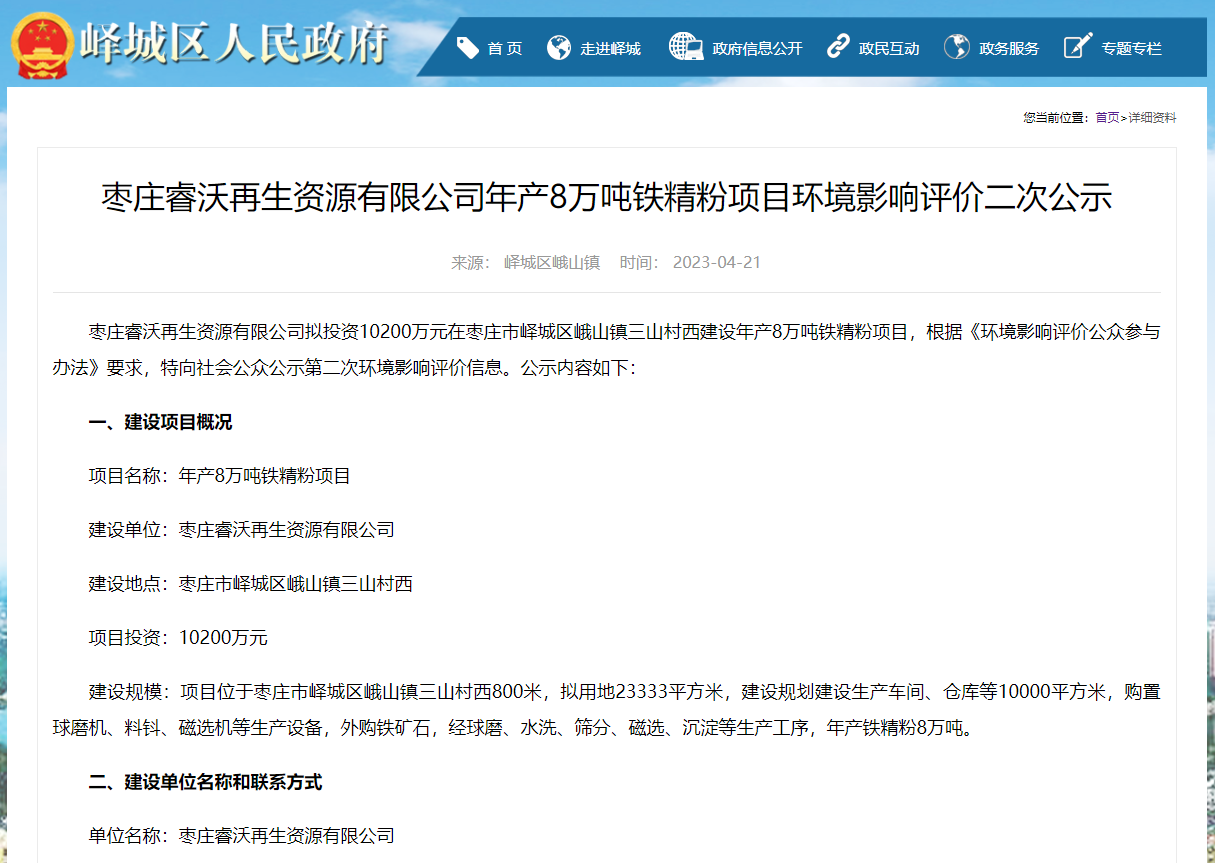 峄城区人民政府
首 页 走进峄城 政府信息公开 政民互动 政务服务 专题专栏
您当前位置：首页>详细资料
枣庄睿沃再生资源有限公司年产8万吨铁精粉项目环境影响评价二次公示
来源： 峄城区峨山镇 时间： 2023-04-21
枣庄睿沃再生资源有限公司拟投资10200万元在枣庄市峄城区峨山镇三山村西建设年产8万吨铁精粉项目，根据《环境影响评价公众参与
办法》要求，特向社会公众公示第二次环境影响评价信息。公示内容如下：
一、建设项目概况
项目名称：年产8万吨铁精粉项目
建设单位：枣庄睿沃再生资源有限公司
建设地点：枣庄市峄城区峨山镇三山村西
项目投资：10200万元
建设规模：项目位于枣庄市峄城区峨山镇三山村西800米，拟用地23333平方米，建设规划建设生产车间、仓库等10000平方米，购置
球磨机、料钭、磁选机等生产设备，外购铁矿石，经球磨、水洗、筛分、磁选、沉淀等生产工序，年产铁精粉8万吨。
二、建设单位名称和联系方式
单位名称：枣庄睿沃再生资源有限公司